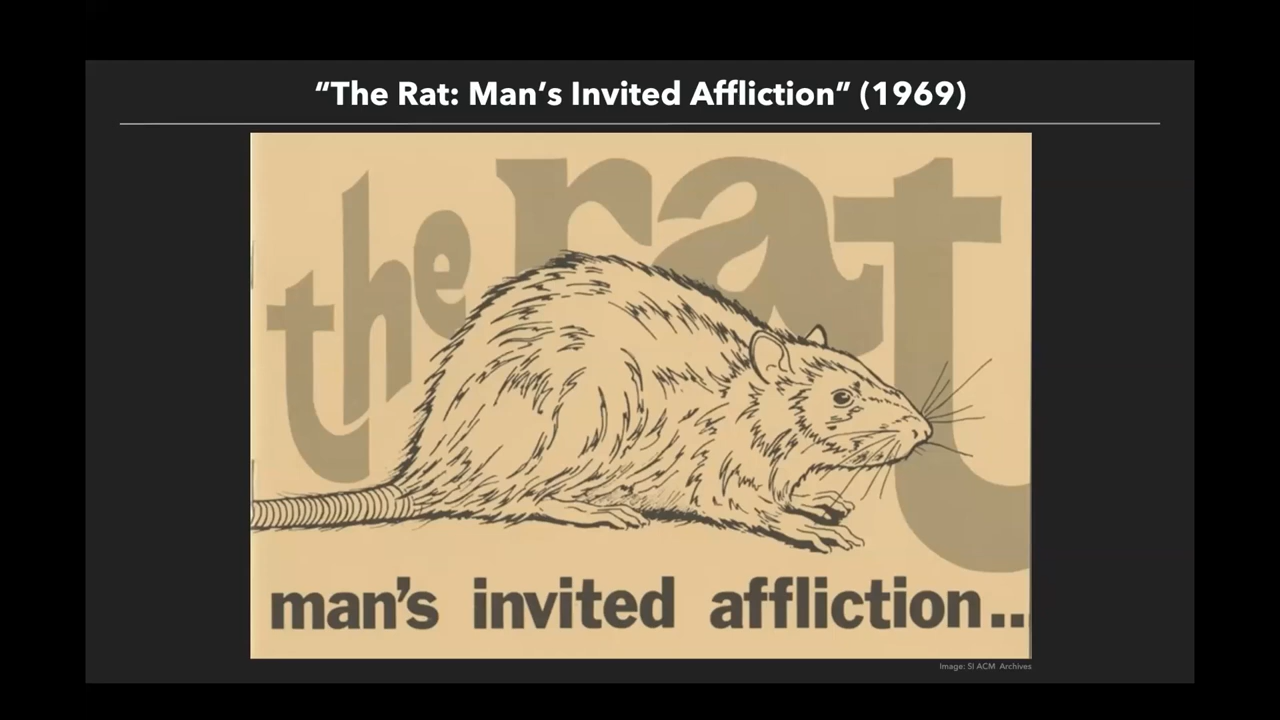 “The Rat: Man’s Invited Affliction” (1969)
the rat
man’s invited affliction..
Image: SI ACM Archives